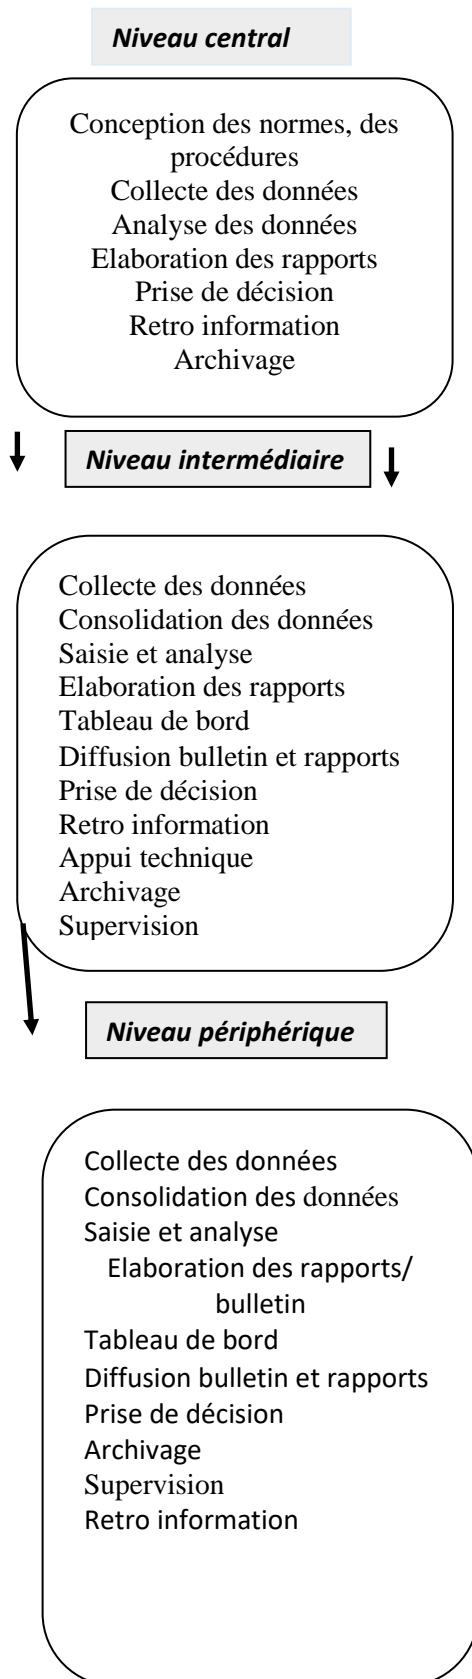 Niveau central
Conception des normes, des
procédures
Collecte des données
Analyse des données
Elaboration des rapports
Prise de décision
Retro information
Archivage
Niveau intermédiaire
Collecte des données
Consolidation des données
Saisie et analyse
Elaboration des rapports
Tableau de bord
Diffusion bulletin et rapports
Prise de décision
Retro information
Appui technique
Archivage
Supervision
Niveau périphérique
Collecte des données
Consolidation des données
Saisie et analyse
Elaboration des rapports/
bulletin
Tableau de bord
Diffusion bulletin et rapports
Prise de décision
Archivage
Supervision
Retro information